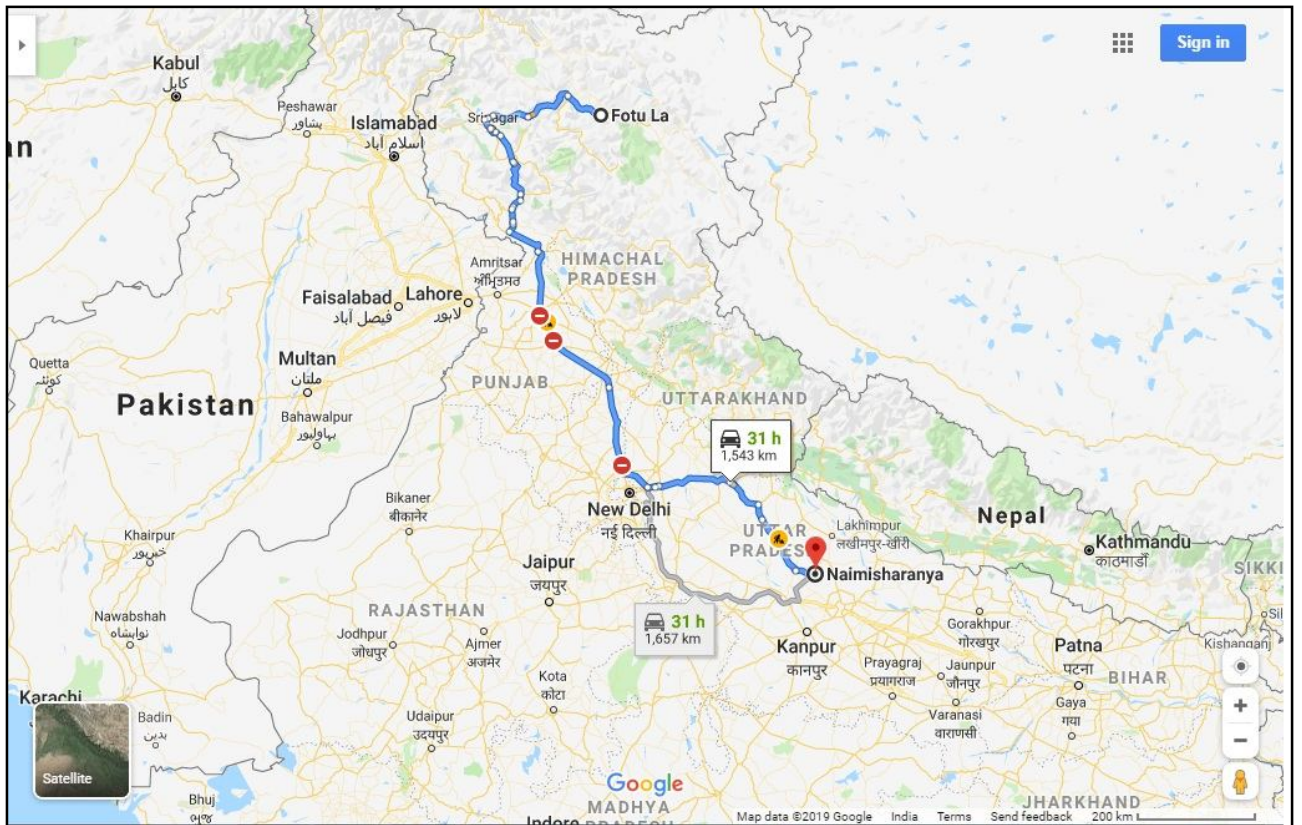 Sign in
Kabul
کابل
Peshawar
پشاور
Islamabad
اسلام آباد
Srinagar
Fotu La
an
Amritsar
ਅੰਮ੍ਰਿਤਸਰ
HIMACHAL
PRADESH
Faisalabad
فیصل آباد
Lahore
لاہور
Quetta
کوئٹہ
Multan
ملتان
PUNJAB
Pakistan
Bahawalpur
بہاولپور
UTTARAKHAND
31 h
1,543 km
Bikaner
बीकानेर
New Delhi
नई दिल्ली
Nepal
Khairpur
خیرپور
UTTAR
PRADESH
Lakhimpur
लखीमपुर-खीरी
Kathmandu
काठमाडौं
SIKKI
Jaipur
जयपुर
Naimisharanya
Nawabshah
نوابشاہ
RAJASTHAN
31 h
1,657 km
Jodhpur
जोधपुर
Ajmer
अजमेर
Kanpur
कानपुर
Gorakhpur
गोरखपुर
Sil
Patna
पटना
Kishanganj
Kota
कोटा
Prayagraj
प्रयागराज
Jaunpur
जौनपुर
BIHAR
Karachi
Badin
بدین
Udaipur
उदयपुर
Varanasi
वाराणसी
Gaya
गया
Satellite
Bhuj
ભુજ
Google
MADHYA
PRADESH
Indore
JHARKHAND
Map data ©2019 Google India Terms Send feedback 200 km